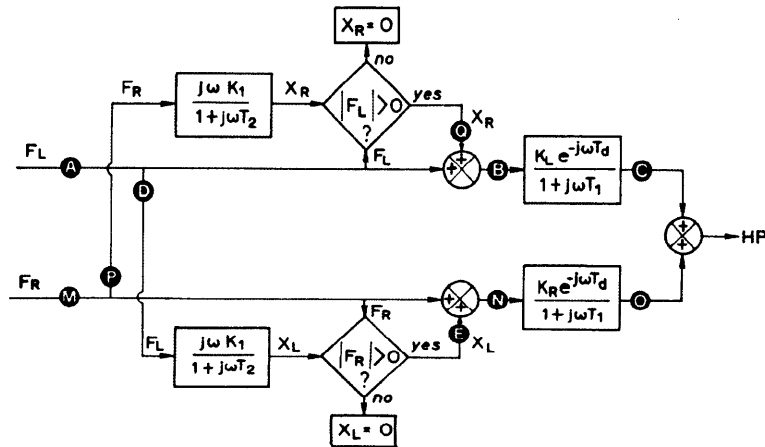 X_R = 0
no
F_R
jω K_1
1+jωT_2
X_R
|F_L| > 0
?
yes
X_R
Q
F_L
A
F_L
+
+
B
K_L e^{-jωT_d}
1+jωT_1
C
D
+
+
HP
P
F_R
M
F_R
+
+
N
K_R e^{-jωT_d}
1+jωT_1
O
F_L
jω K_1
1+jωT_2
X_L
|F_R| > 0
?
yes
E
X_L
no
X_L = 0